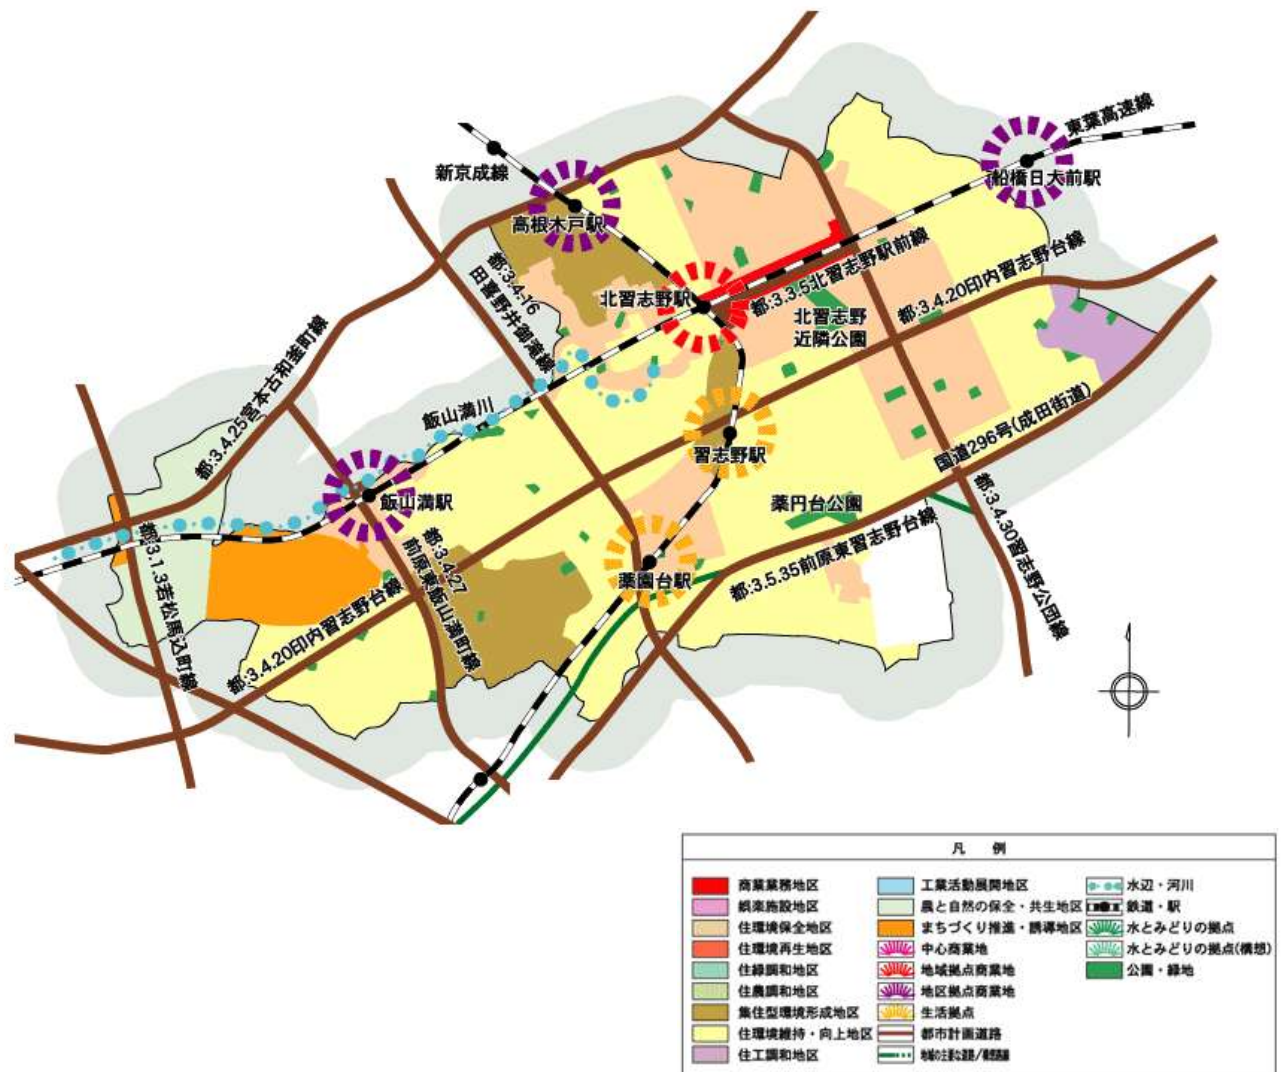 東葉高速線
新京成線
船橋日大前駅
高根木戸駅
都:3.4.16
田喜野井御滝線
北習志野駅
都:3.3.5北習志野駅前線
都:3.4.20印内習志野台線
北習志野
近隣公園
都:3.4.25宮本古和釜町線
飯山満川
国道296号(成田街道)
習志野駅
飯山満駅
薬円台公園
都:3.4.30習志野公団線
都:3.1.3若松馬込町線
都:3.4.27
前原東飯山満町線
薬園台駅
都:3.5.35前原東習志野台線
都:3.4.20印内習志野台線
凡 例
商業業務地区
娯楽施設地区
住環境保全地区
住環境再生地区
住緑調和地区
住農調和地区
集住型環境形成地区
住環境維持・向上地区
住工調和地区
工業活動展開地区
農と自然の保全・共生地区
まちづくり推進・誘導地区
中心商業地
地域拠点商業地
地区拠点商業地
生活拠点
都市計画道路
水辺・河川
鉄道・駅
水とみどりの拠点
水とみどりの拠点(構想)
公園・緑地